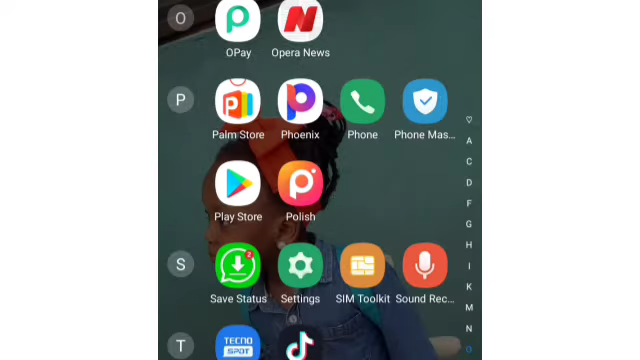 O
OPay
Opera News
P
Palm Store
Phoenix
Phone
Phone Mas...
Play Store
Polish
S
2
Save Status
Settings
SIM Toolkit
Sound Rec...
T
TECNO
SPOT
♡
A
C
D
F
G
H
I
K
M
N
O